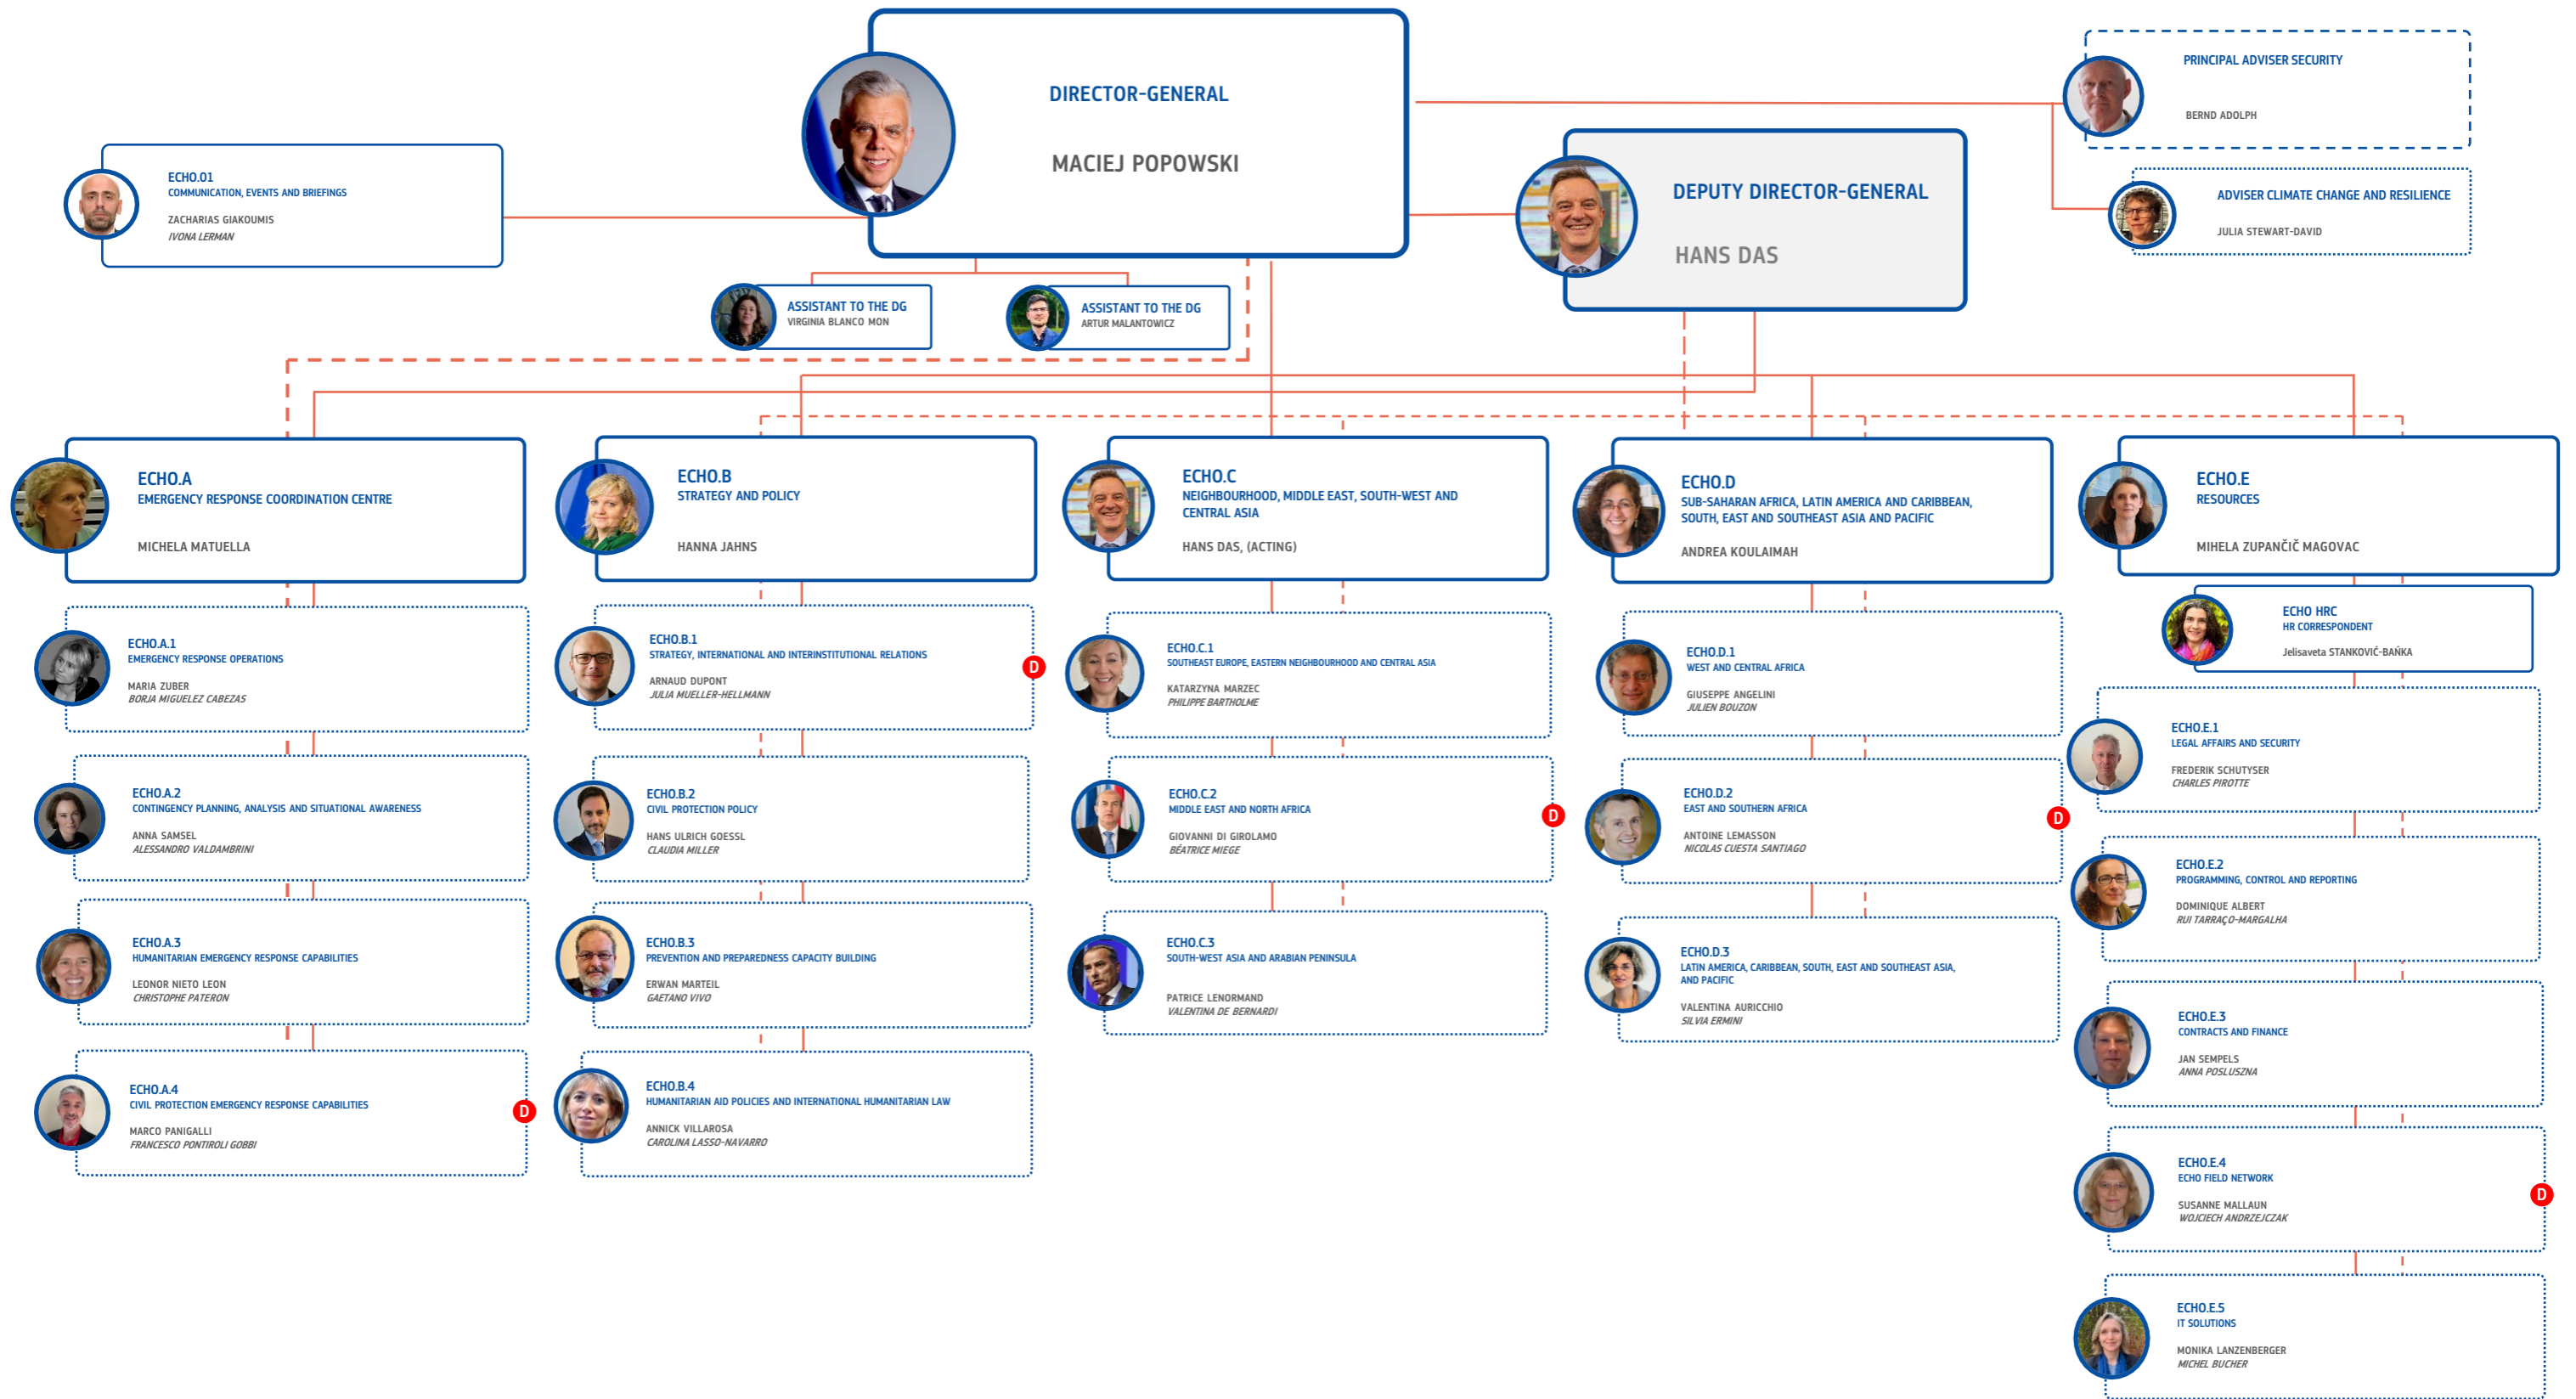 DIRECTOR-GENERAL
MACIEJ POPOWSKI
PRINCIPAL ADVISER SECURITY
BERND ADOLPH
ECHO.01
COMMUNICATION, EVENTS AND BRIEFINGS
ZACHARIAS GIAKOUMIS
IVONA LERMAN
DEPUTY DIRECTOR-GENERAL
HANS DAS
ADVISER CLIMATE CHANGE AND RESILIENCE
JULIA STEWART-DAVID
ASSISTANT TO THE DG
VIRGINIA BLANCO MON
ASSISTANT TO THE DG
ARTUR MALANTOWICZ
ECHO.A
EMERGENCY RESPONSE COORDINATION CENTRE
MICHELA MATUELLA
ECHO.A.1
EMERGENCY RESPONSE OPERATIONS
MARIA ZUBER
BORJA MIGUELEZ CABEZAS
ECHO.A.2
CONTINGENCY PLANNING, ANALYSIS AND SITUATIONAL AWARENESS
ANNA SAMSEL
ALESSANDRO VALDAMBRINI
ECHO.A.3
HUMANITARIAN EMERGENCY RESPONSE CAPABILITIES
LEONOR NIETO LEON
CHRISTOPHE PATERON
ECHO.A.4
CIVIL PROTECTION EMERGENCY RESPONSE CAPABILITIES
MARCO PANIGALLI
FRANCESCO PONTIROLI GOBBI
D
ECHO.B
STRATEGY AND POLICY
HANNA JAHNS
ECHO.B.1
STRATEGY, INTERNATIONAL AND INTERINSTITUTIONAL RELATIONS
ARNAUD DUPONT
JULIA MUELLER-HELLMANN
D
ECHO.B.2
CIVIL PROTECTION POLICY
HANS ULRICH GOESSL
CLAUDIA MILLER
ECHO.B.3
PREVENTION AND PREPAREDNESS CAPACITY BUILDING
ERWAN MARTEIL
GAETANO VIVO
ECHO.B.4
HUMANITARIAN AID POLICIES AND INTERNATIONAL HUMANITARIAN LAW
ANNICK VILLAROSA
CAROLINA LASSO-NAVARRO
ECHO.C
NEIGHBOURHOOD, MIDDLE EAST, SOUTH-WEST AND
CENTRAL ASIA
HANS DAS, (ACTING)
ECHO.C.1
SOUTHEAST EUROPE, EASTERN NEIGHBOURHOOD AND CENTRAL ASIA
KATARZYNA MARZEC
PHILIPPE BARTHOLME
ECHO.C.2
MIDDLE EAST AND NORTH AFRICA
GIOVANNI DI GIROLAMO
BÉATRICE MIEGE
D
ECHO.C.3
SOUTH-WEST ASIA AND ARABIAN PENINSULA
PATRICE LENORMAND
VALENTINA DE BERNARDI
ECHO.D
SUB-SAHARAN AFRICA, LATIN AMERICA AND CARIBBEAN,
SOUTH, EAST AND SOUTHEAST ASIA AND PACIFIC
ANDREA KOULAIMAH
ECHO.D.1
WEST AND CENTRAL AFRICA
GIUSEPPE ANGELINI
JULIEN BOUZON
ECHO.D.2
EAST AND SOUTHERN AFRICA
ANTOINE LEMASSON
NICOLAS CUESTA SANTIAGO
D
ECHO.D.3
LATIN AMERICA, CARIBBEAN, SOUTH, EAST AND SOUTHEAST ASIA,
AND PACIFIC
VALENTINA AURICCHIO
SILVIA ERMINI
ECHO.E
RESOURCES
MIHELA ZUPANČIČ MAGOVAC
ECHO HRC
HR CORRESPONDENT
Jelisaveta STANKOVIĆ-BAŃKA
ECHO.E.1
LEGAL AFFAIRS AND SECURITY
FREDERIK SCHUTYSER
CHARLES PIROTTE
ECHO.E.2
PROGRAMMING, CONTROL AND REPORTING
DOMINIQUE ALBERT
RUI TARRAÇO-MARGALHA
ECHO.E.3
CONTRACTS AND FINANCE
JAN SEMPELS
ANNA POSLUSZNA
ECHO.E.4
ECHO FIELD NETWORK
SUSANNE MALLAUN
WOJCIECH ANDRZEJCZAK
D
ECHO.E.5
IT SOLUTIONS
MONIKA LANZENBERGER
MICHEL BUCHER